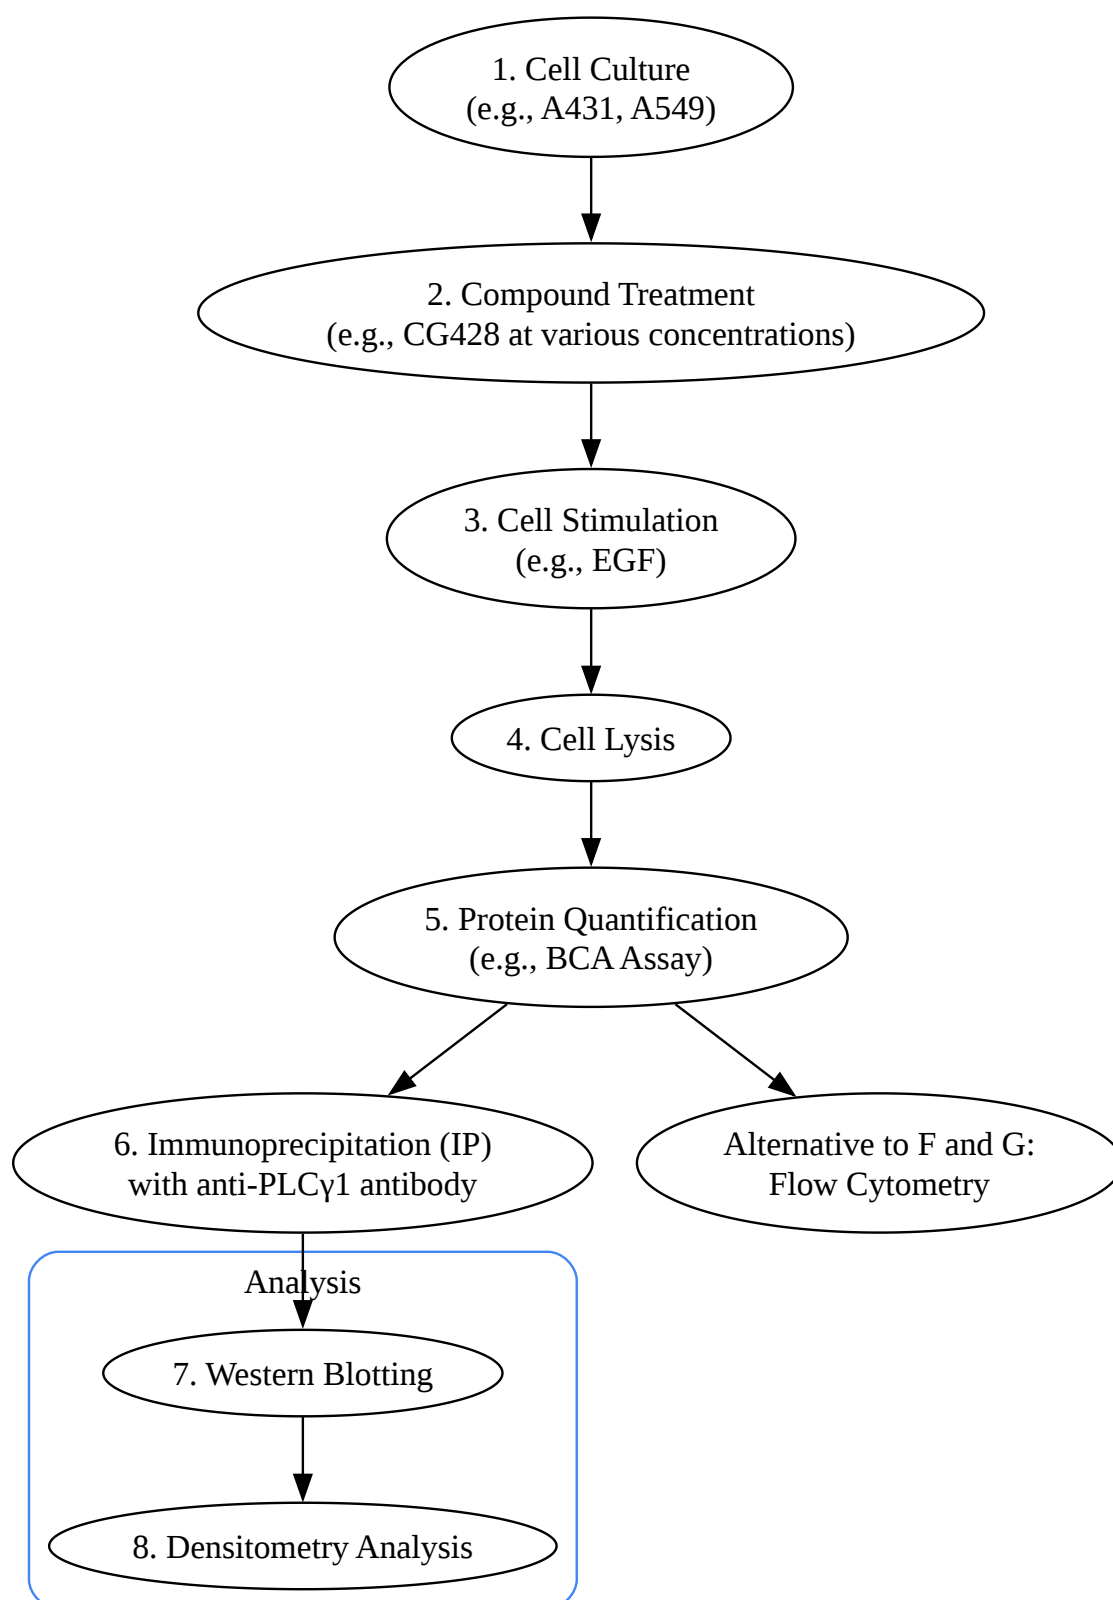 1. Cell Culture
(e.g., A431, A549)
2. Compound Treatment
(e.g., CG428 at various concentrations)
3. Cell Stimulation
(e.g., EGF)
4. Cell Lysis
5. Protein Quantification
(e.g., BCA Assay)
6. Immunoprecipitation (IP)
with anti-PLCγ1 antibody
Alternative to F and G:
Flow Cytometry
Analysis
7. Western Blotting
8. Densitometry Analysis